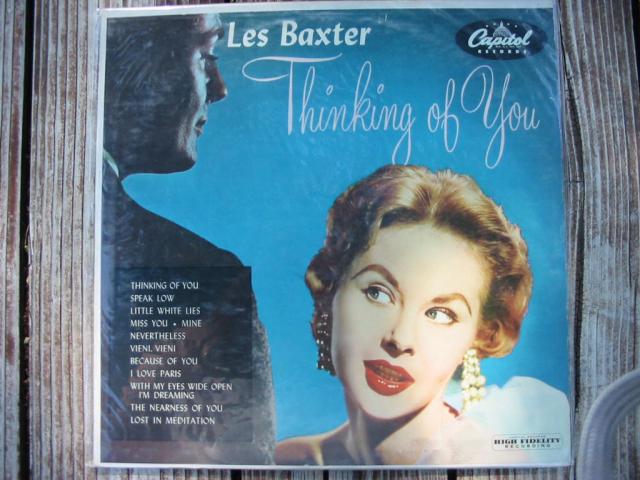 Les Baxter
Capitol
RECORDS
Thinking of You
THINKING OF YOU
SPEAK LOW
LITTLE WHITE LIES
MISS YOU • MINE
NEVERTHELESS
VIENI, VIENI
BECAUSE OF YOU
I LOVE PARIS
WITH MY EYES WIDE OPEN
I'M DREAMING
THE NEARNESS OF YOU
LOST IN MEDITATION
HIGH FIDELITY
RECORDING